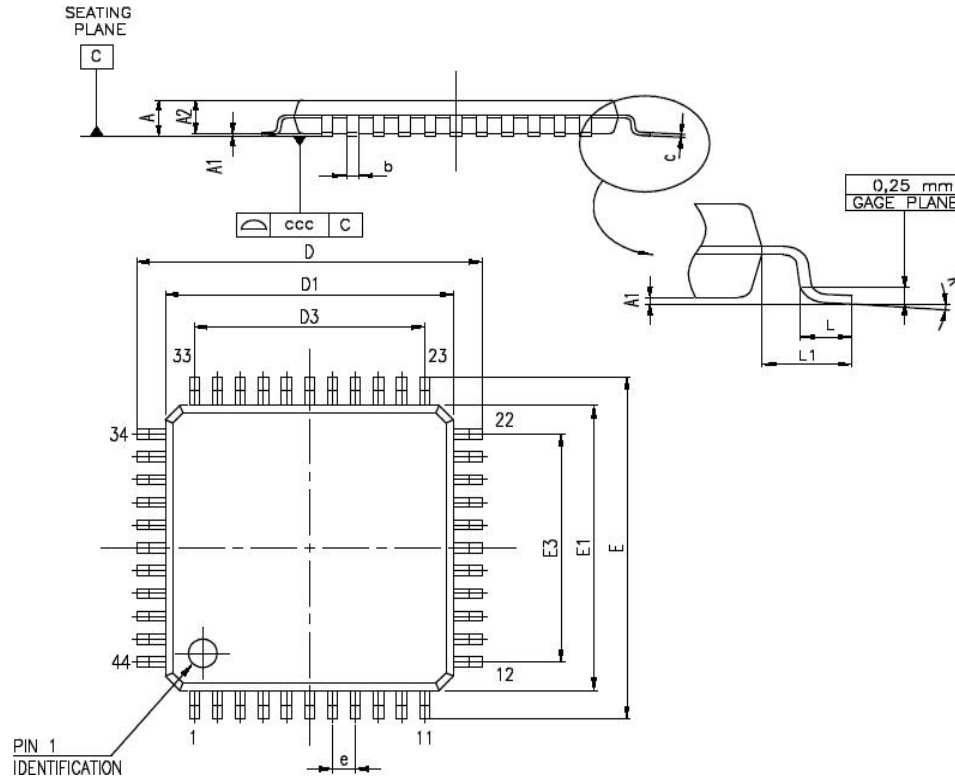 SEATING
PLANE
C
A
A2
A1
b
c
ccc C
0,25 mm
GAGE PLANE
D
D1
D3
A1
L
L1
33
23
34
22
E3
E1
E
44
12
1
11
PIN 1
IDENTIFICATION
e